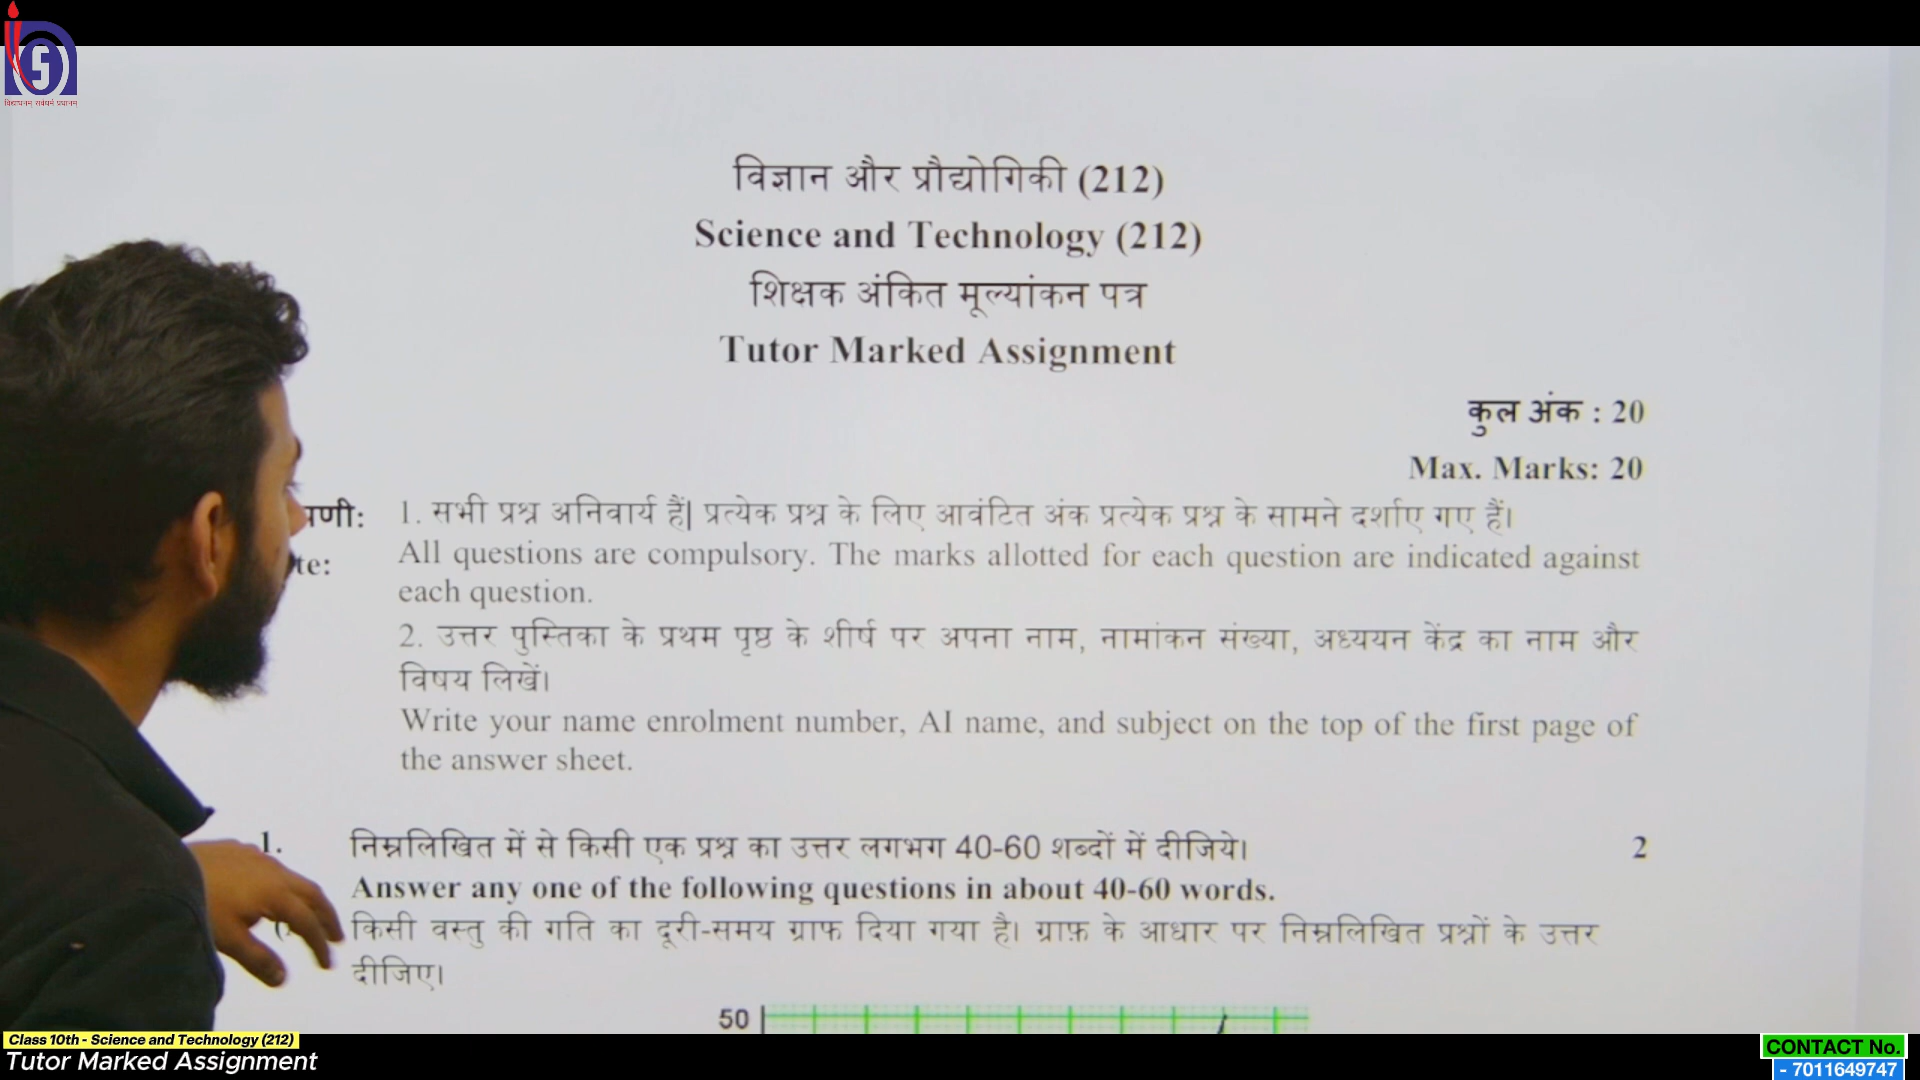 S
विद्याधनम् सर्वधनं प्रधानम्
विज्ञान और प्रौद्योगिकी (212)
Science and Technology (212)
शिक्षक अंकित मूल्यांकन पत्र
Tutor Marked Assignment
कुल अंक : 20
Max. Marks: 20
1. सभी प्रश्न अनिवार्य हैं| प्रत्येक प्रश्न के लिए आवंटित अंक प्रत्येक प्रश्न के सामने दर्शाए गए हैं।
All questions are compulsory. The marks allotted for each question are indicated against
each question.
2. उत्तर पुस्तिका के प्रथम पृष्ठ के शीर्ष पर अपना नाम, नामांकन संख्या, अध्ययन केंद्र का नाम और
विषय लिखें।
Write your name enrolment number, AI name, and subject on the top of the first page of
the answer sheet.
1. निम्नलिखित में से किसी एक प्रश्न का उत्तर लगभग 40-60 शब्दों में दीजिये। 2
Answer any one of the following questions in about 40-60 words.
किसी वस्तु की गति का दूरी-समय ग्राफ दिया गया है। ग्राफ़ के आधार पर निम्नलिखित प्रश्नों के उत्तर
दीजिए।
50
Class 10th - Science and Technology (212)
Tutor Marked Assignment
CONTACT No.
- 7011649747